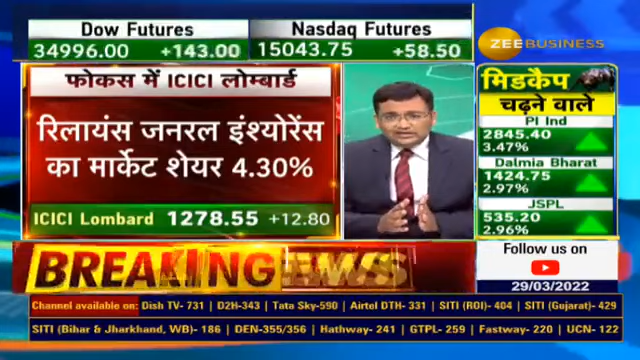 Dow Futures
34996.00 +143.00
Nasdaq Futures
15043.75 +58.50
ZEEBUSINESS
फोकस में ICICI लोम्बार्ड
रिलायंस जनरल इंश्योरेंस
का मार्केट शेयर 4.30%
ICICI Lombard 1278.55 +12.80
मिडकैप
चढ़ने वाले
PI Ind
2845.40
3.47%
Dalmia Bharat
1424.75
2.97%
JSPL
535.20
2.96%
BREAKING NEWS
Follow us on
29/03/2022
Channel available on: Dish TV- 731 | D2H-343 | Tata Sky-590 | Airtel DTH- 331 | SITI (ROI)- 404 | SITI (Gujarat)- 429
SITI (Bihar & Jharkhand, WB)- 186 | DEN-355/356 | Hathway- 241 | GTPL- 259 | Fastway- 220 | UCN- 122